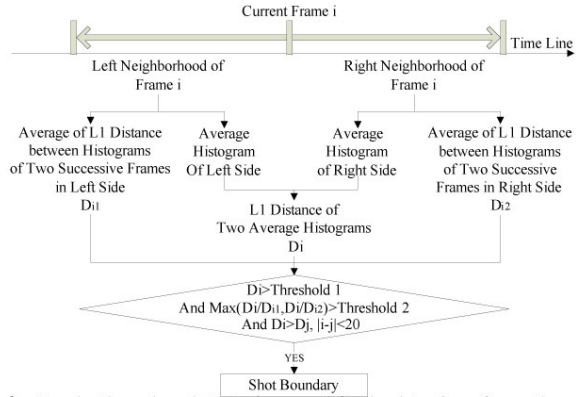 Current Frame i
Time Line
Left Neighborhood of
Frame i
Right Neighborhood of
Frame i
Average of L1 Distance
between Histograms
of Two Successive Frames
in Left Side
Di1
Average
Histogram
Of Left Side
Average
Histogram
of Right Side
Average of L1 Distance
between Histograms
of Two Successive
Frames in Right Side
Di2
L1 Distance of
Two Average Histograms
Di
Di>Threshold 1
And Max(Di/Di1,Di/Di2)>Threshold 2
And Di>Dj, |i-j|<20
YES
Shot Boundary